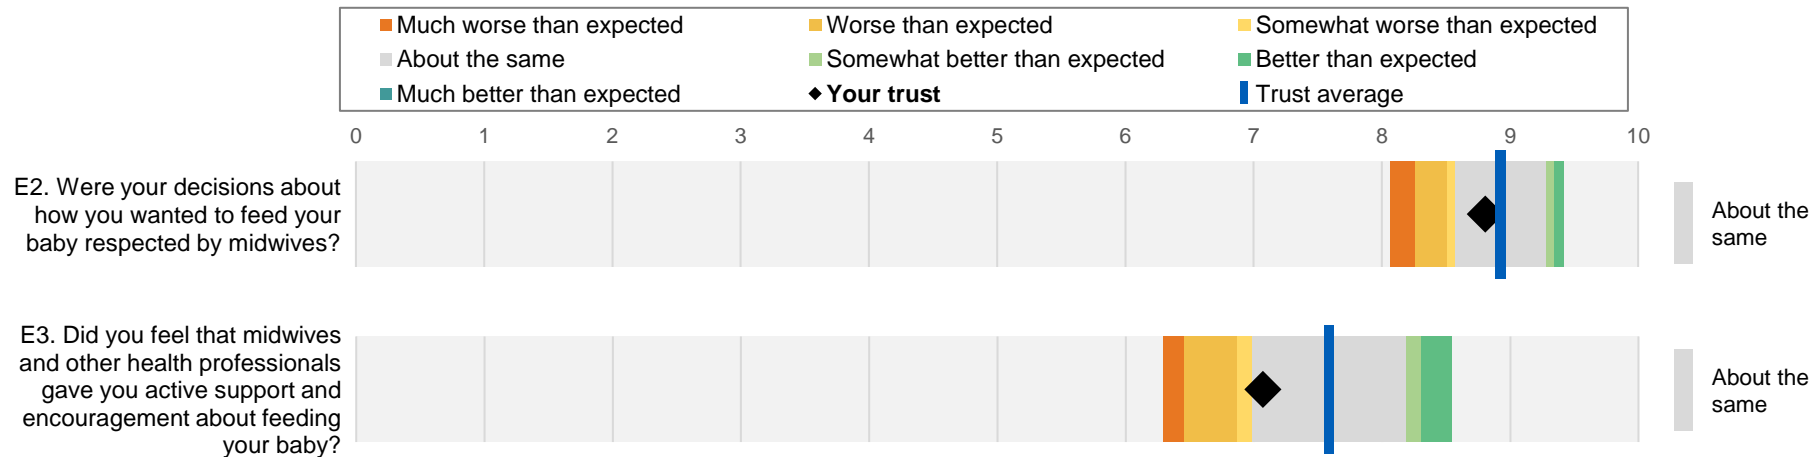 Much worse than expected Worse than expected Somewhat worse than expected
About the same Somewhat better than expected Better than expected
Much better than expected Your trust Trust average
0 1 2 3 4 5 6 7 8 9 10
E2. Were your decisions about
how you wanted to feed your
baby respected by midwives?
About the
same
E3. Did you feel that midwives
and other health professionals
gave you active support and
encouragement about feeding
your baby?
About the
same